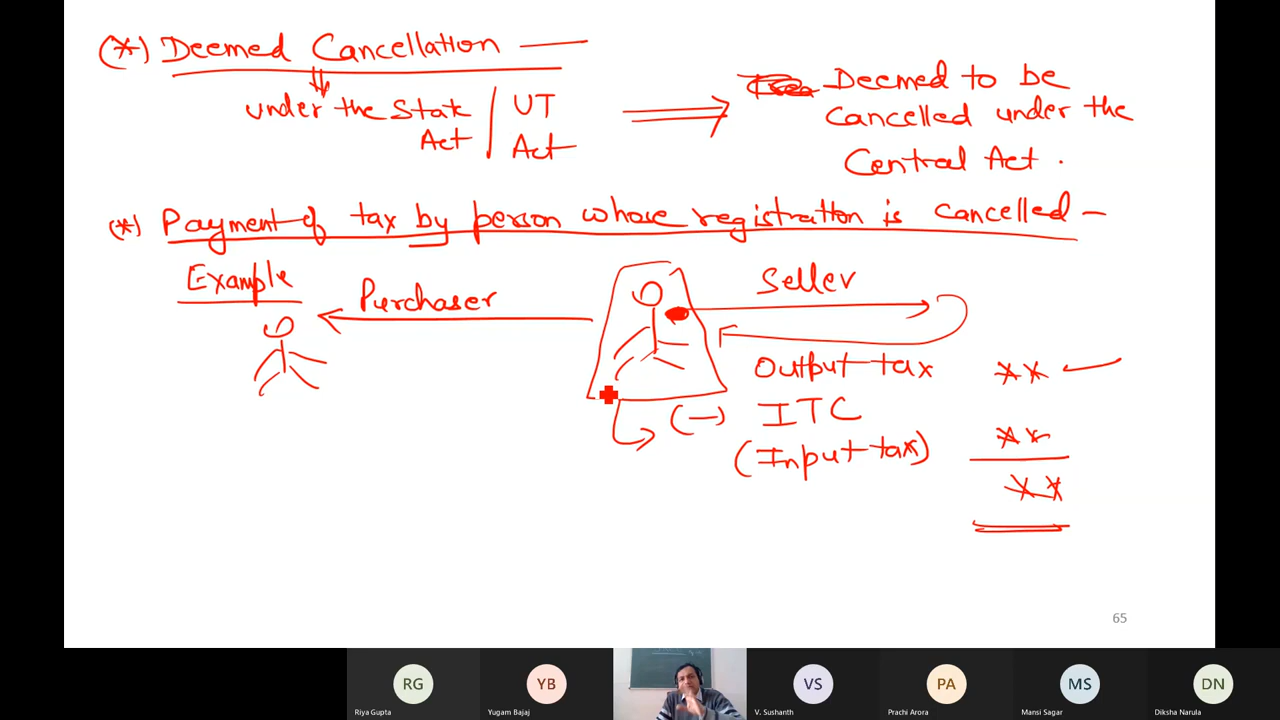 (*) Deemed Cancellation —
under the State Act | UT Act
Deemed to be cancelled under the Central Act.
(*) Payment of tax by person whose registration is cancelled —
Example
Purchaser
Seller
Output tax ** 
(-) ITC
(Input tax) **
**
65
RG
YB
VS
PA
MS
DN
Riya Gupta
Yugam Bajaj
V. Sushanth
Prachi Arora
Mansi Sagar
Diksha Narula